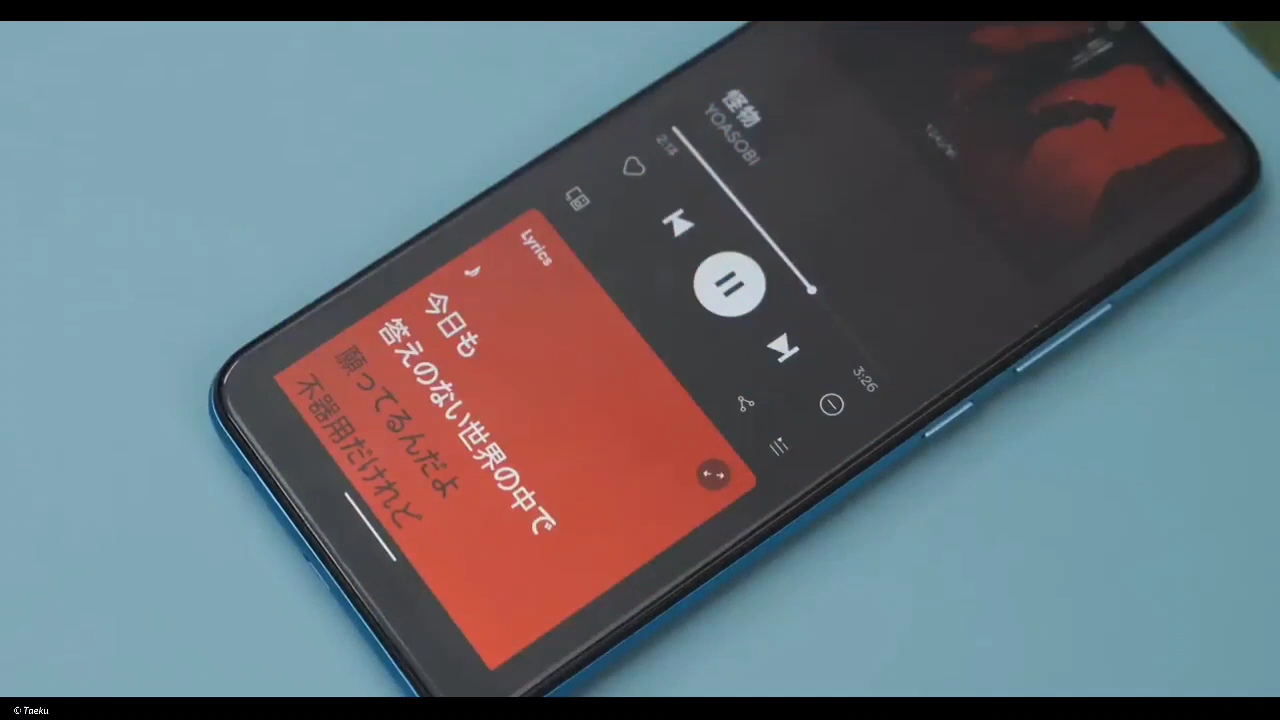 怪物
YOASOBI
2:14
3:26
Lyrics
♪
今日も
答えのない世界の中で
願ってるんだよ
不器用だけれど
© Taeku